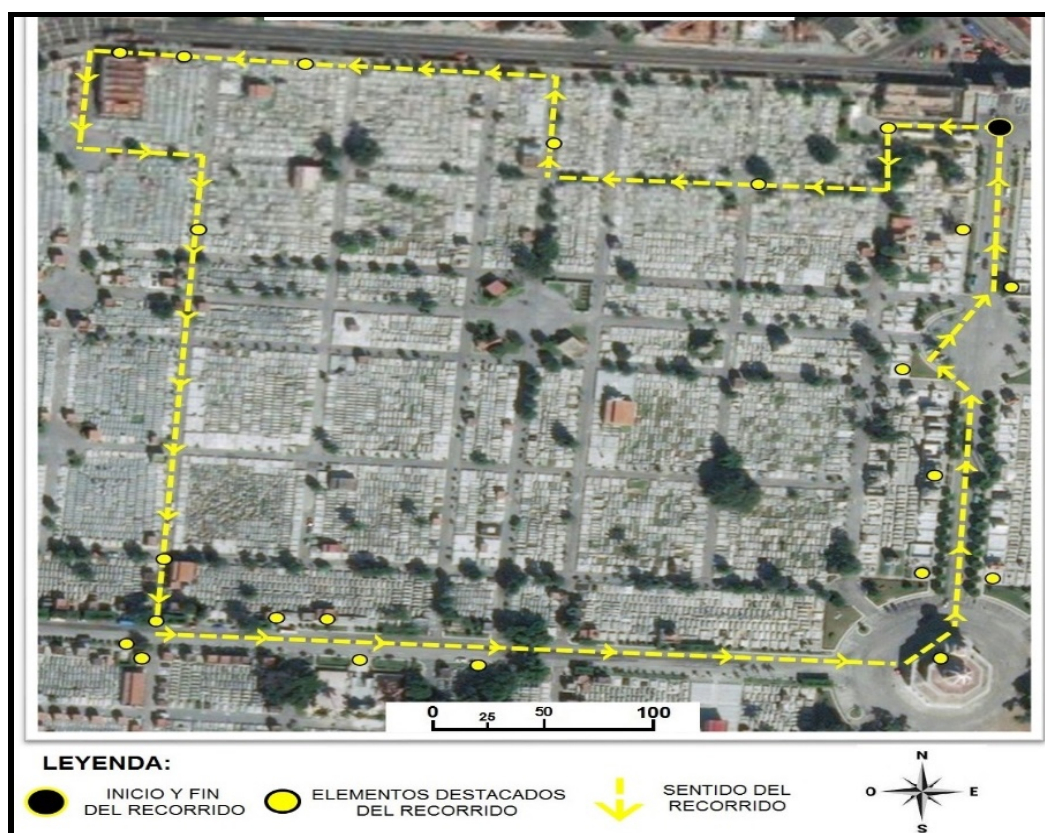 0 25 50 100
LEYENDA:
INICIO Y FIN
DEL RECORRIDO
ELEMENTOS DESTACADOS
DEL RECORRIDO
SENTIDO DEL
RECORRIDO
N
O E
S